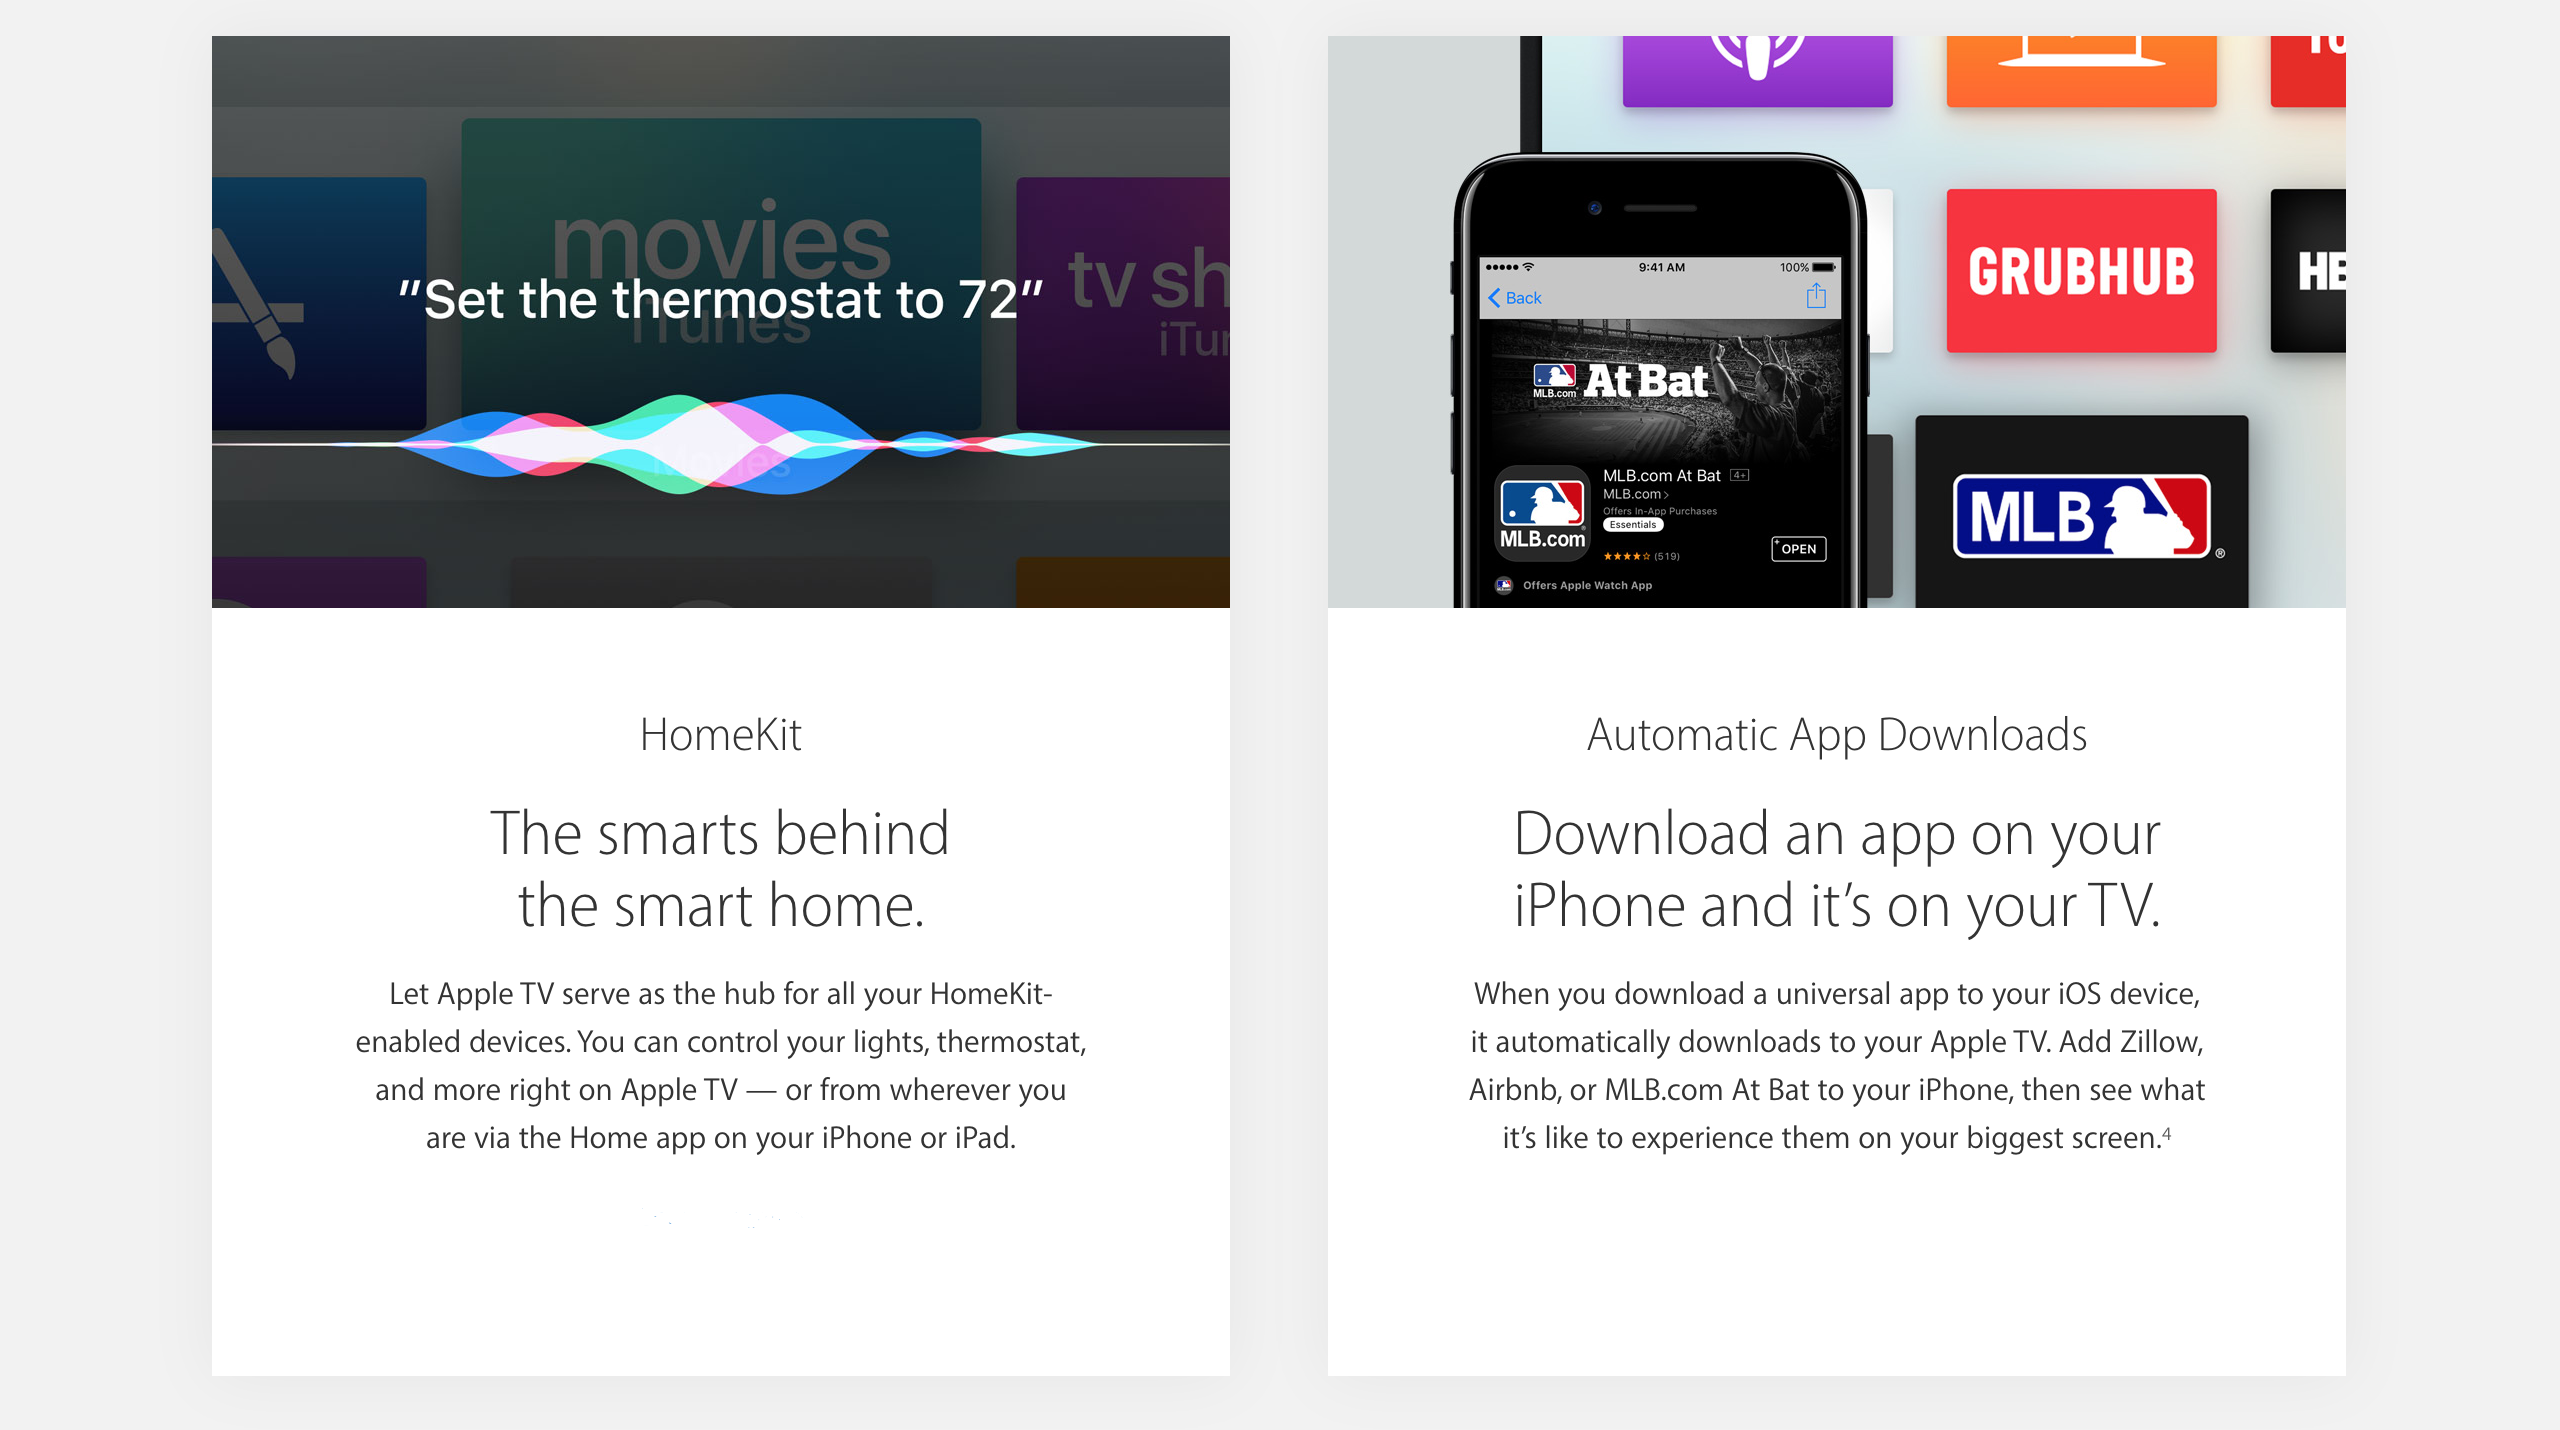 movies
iTunes
tv sh
iTu
"Set the thermostat to 72"
Movies
HomeKit
The smarts behind
the smart home.
Let Apple TV serve as the hub for all your HomeKit-
enabled devices. You can control your lights, thermostat,
and more right on Apple TV — or from wherever you
are via the Home app on your iPhone or iPad.
GRUBHUB
HB
9:41 AM
100%
Back
MLB.com
At Bat
MLB.com At Bat 4+
MLB.com >
Offers In-App Purchases
Essentials
MLB.com
(519)
+ OPEN
Offers Apple Watch App
MLB
®
Automatic App Downloads
Download an app on your
iPhone and it’s on your TV.
When you download a universal app to your iOS device,
it automatically downloads to your Apple TV. Add Zillow,
Airbnb, or MLB.com At Bat to your iPhone, then see what
it’s like to experience them on your biggest screen.4